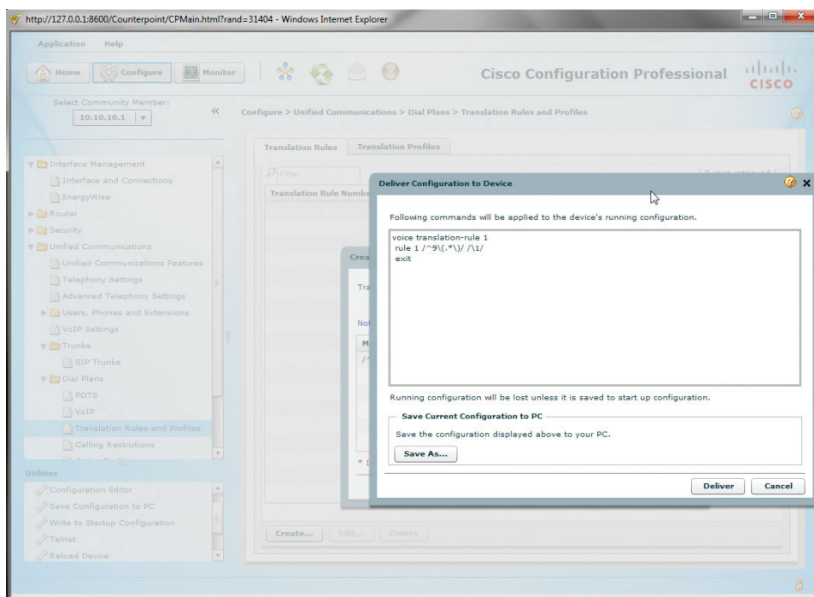 http://127.0.0.1:8600/Counterpoint/CPMain.html?rand=31404 - Windows Internet Explorer
Application Help
Home Configure Monitor
Cisco Configuration Professional
CISCO
Select Community Member:
10.10.10.1
Configure > Unified Communications > Dial Plans > Translation Rules and Profiles
Translation Rules Translation Profiles
Filter
Translation Rule Numbe
Interface Management
Interface and Connections
EnergyWise
Router
Security
Unified Communications
Unified Communications Features
Telephony Settings
Advanced Telephony Settings
Users, Phones and Extensions
VoIP Settings
Trunks
SIP Trunks
Dial Plans
POTS
VoIP
Translation Rules and Profiles
Calling Restrictions
Utilities
Configuration Editor
Save Configuration to PC
Write to Startup Configuration
Telnet
Reload Device
Crea
Tra
Not
M
/^
Create... Edit... Delete
Deliver Configuration to Device
Following commands will be applied to the device's running configuration.
voice translation-rule 1
rule 1 /^9\(.*\)/ /\1/
exit
Running configuration will be lost unless it is saved to start up configuration.
Save Current Configuration to PC
Save the configuration displayed above to your PC.
Save As...
Deliver Cancel